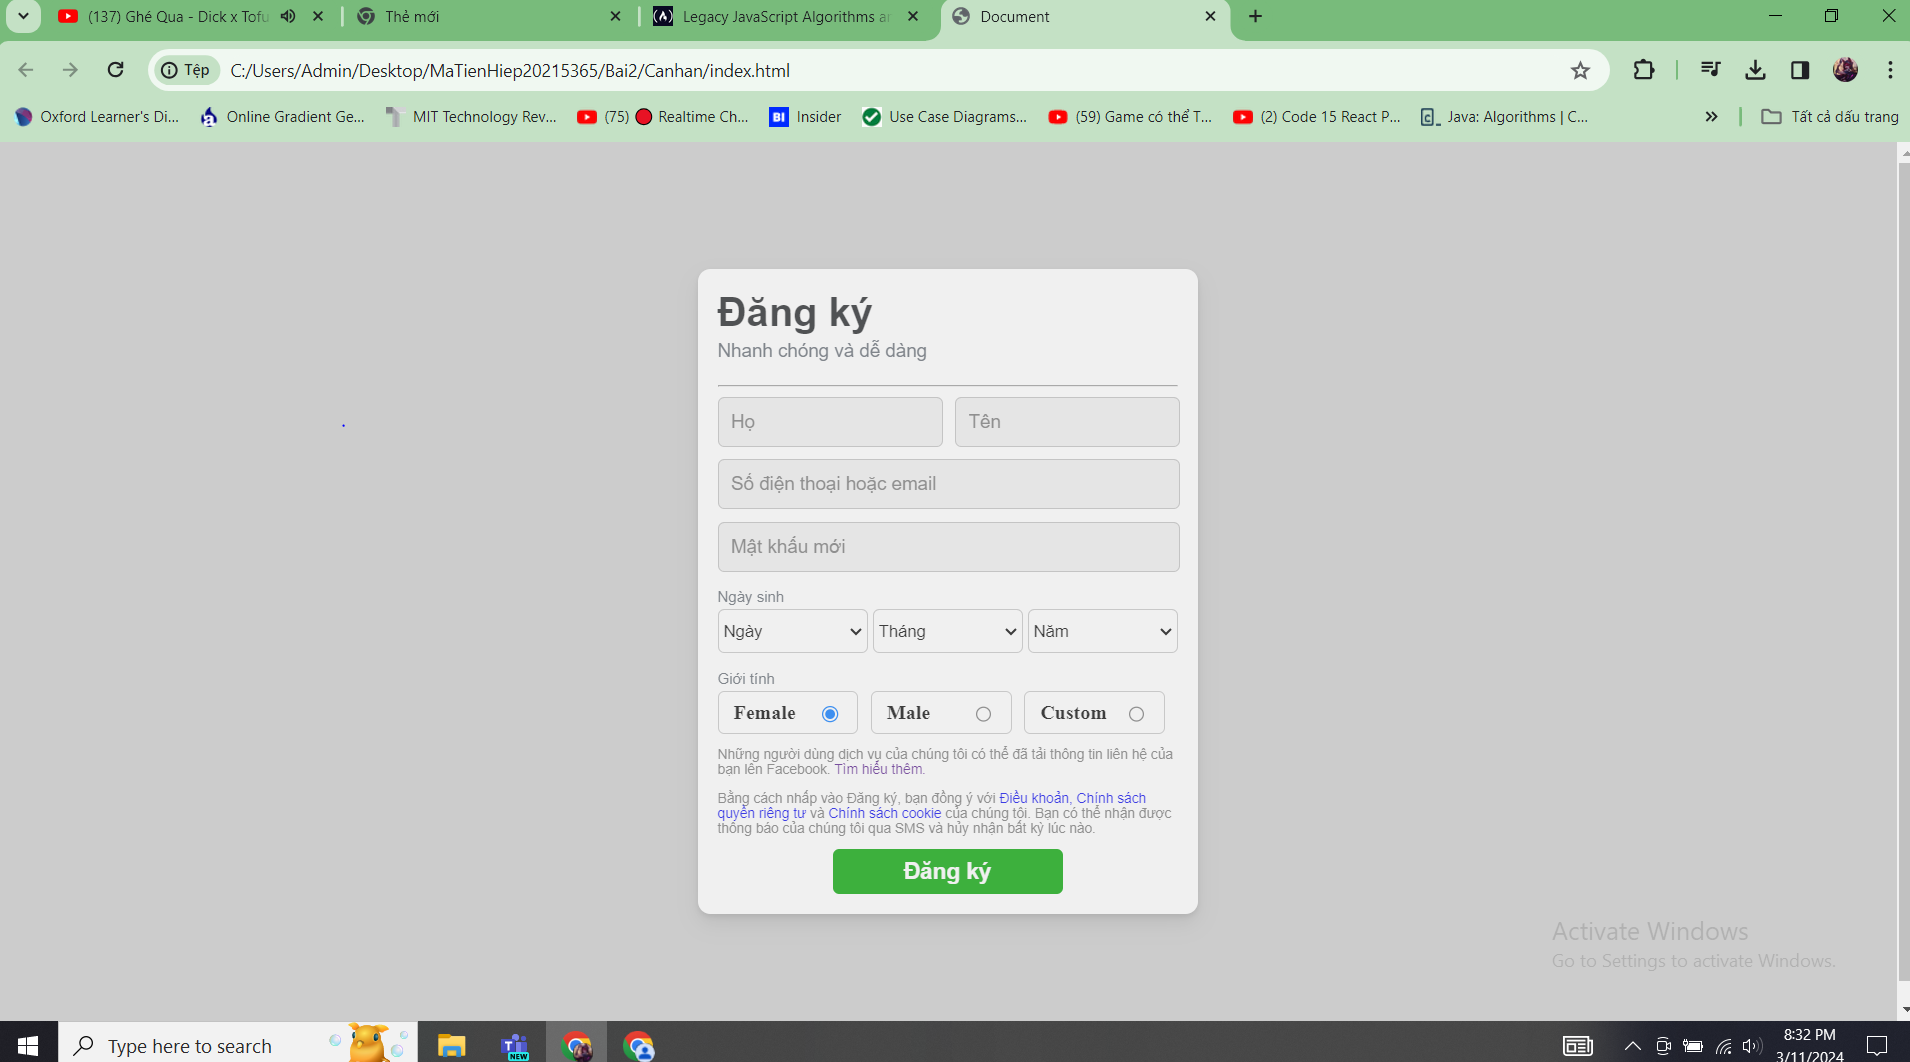 (137) Ghé Qua - Dick x Tofu
Thẻ mới
Legacy JavaScript Algorithms an
Document
Tệp
C:/Users/Admin/Desktop/MaTienHiep20215365/Bai2/Canhan/index.html
Oxford Learner's Di...
Online Gradient Ge...
MIT Technology Rev...
(75) 🔴 Realtime Ch...
BI Insider
Use Case Diagrams...
(59) Game có thể T...
(2) Code 15 React P...
Java: Algorithms | C...
Tất cả dấu trang
Đăng ký
Nhanh chóng và dễ dàng
Họ
Tên
Số điện thoại hoặc email
Mật khẩu mới
Ngày sinh
Ngày
Tháng
Năm
Giới tính
Female
Male
Custom
Những người dùng dịch vụ của chúng tôi có thể đã tải thông tin liên hệ của
bạn lên Facebook. Tìm hiểu thêm.
Bằng cách nhấp vào Đăng ký, bạn đồng ý với Điều khoản, Chính sách
quyền riêng tư và Chính sách cookie của chúng tôi. Bạn có thể nhận được
thông báo của chúng tôi qua SMS và hủy nhận bất kỳ lúc nào.
Đăng ký
Activate Windows
Go to Settings to activate Windows.
Type here to search
NEW
8:32 PM
3/11/2024